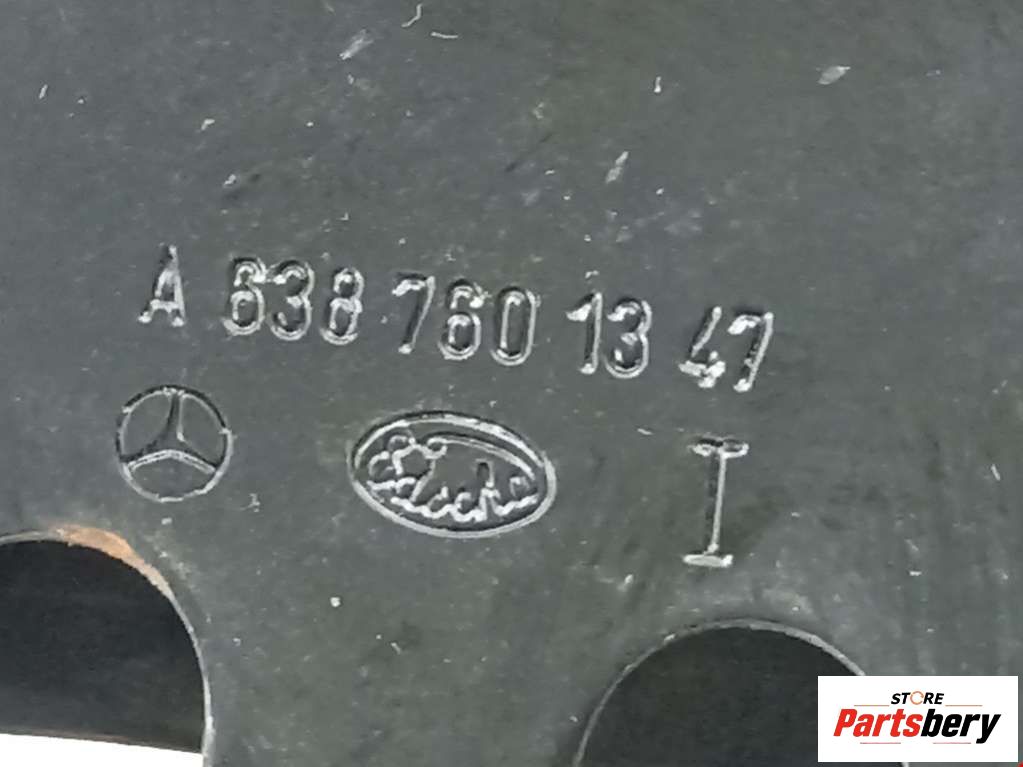 A 638 760 13 47
I
STORE
Partsbery